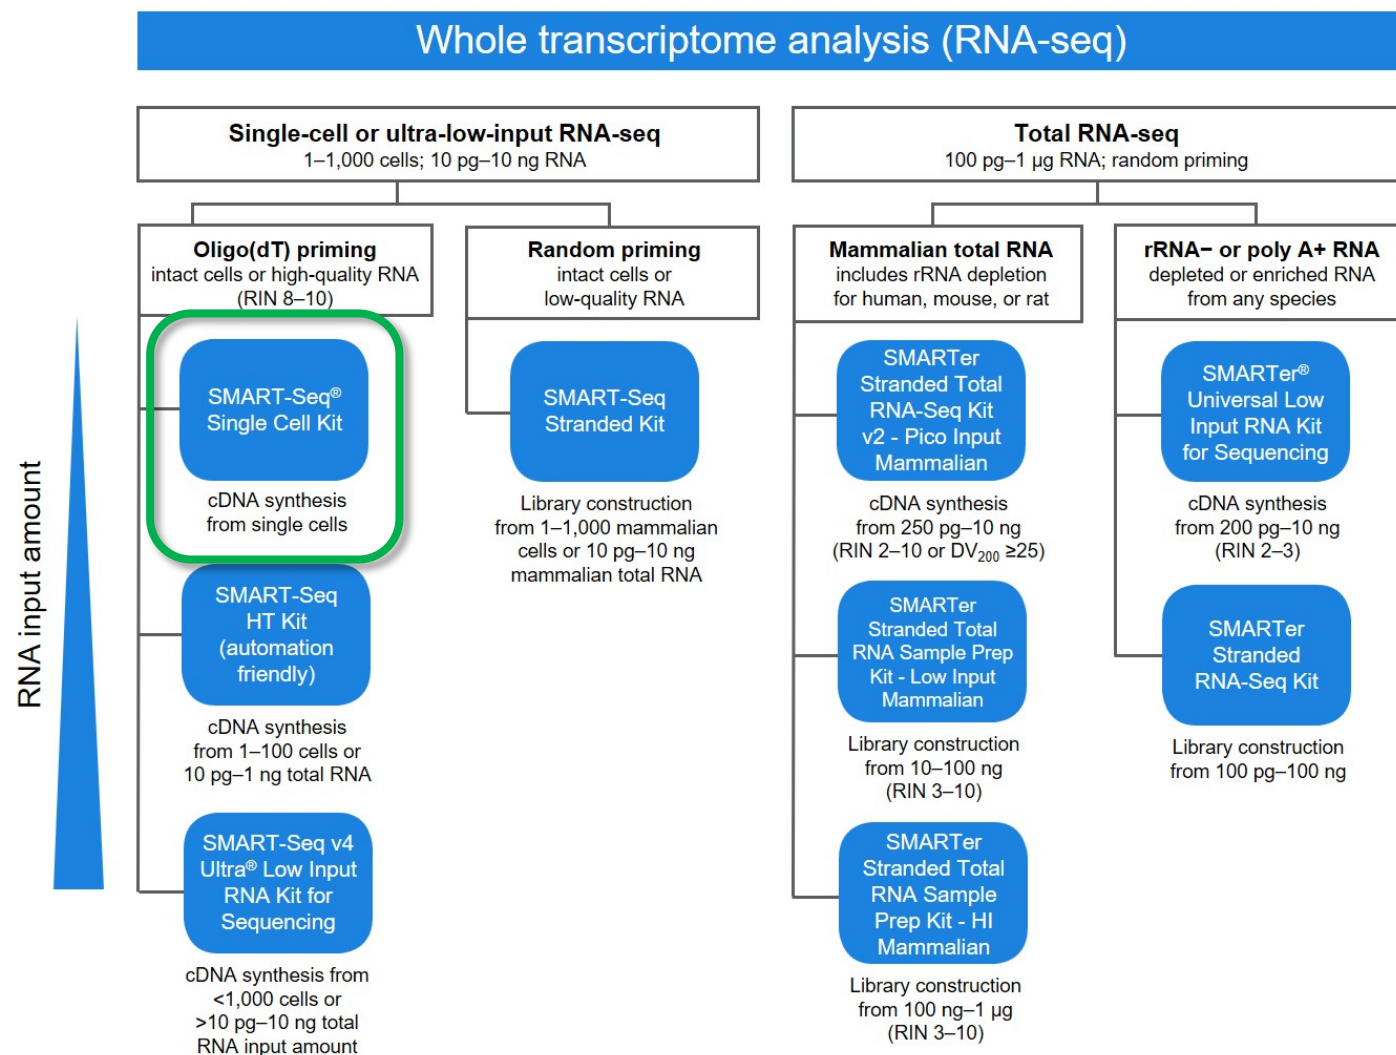 Whole transcriptome analysis (RNA-seq)
Single-cell or ultra-low-input RNA-seq
1–1,000 cells; 10 pg–10 ng RNA
Total RNA-seq
100 pg–1 µg RNA; random priming
Oligo(dT) priming
intact cells or high-quality RNA
(RIN 8–10)
Random priming
intact cells or
low-quality RNA
Mammalian total RNA
includes rRNA depletion
for human, mouse, or rat
rRNA− or poly A+ RNA
depleted or enriched RNA
from any species
RNA input amount
SMART-Seq®
Single Cell Kit
cDNA synthesis
from single cells
SMART-Seq
HT Kit
(automation
friendly)
cDNA synthesis
from 1–100 cells or
10 pg–1 ng total RNA
SMART-Seq v4
Ultra® Low Input
RNA Kit for
Sequencing
cDNA synthesis from
<1,000 cells or
>10 pg–10 ng total
RNA input amount
SMART-Seq
Stranded Kit
Library construction
from 1–1,000 mammalian
cells or 10 pg–10 ng
mammalian total RNA
SMARTer
Stranded Total
RNA-Seq Kit
v2 - Pico Input
Mammalian
cDNA synthesis
from 250 pg–10 ng
(RIN 2–10 or DV200 ≥25)
SMARTer
Stranded Total
RNA Sample Prep
Kit - Low Input
Mammalian
Library construction
from 10–100 ng
(RIN 3–10)
SMARTer
Stranded Total
RNA Sample
Prep Kit - HI
Mammalian
Library construction
from 100 ng–1 µg
(RIN 3–10)
SMARTer®
Universal Low
Input RNA Kit
for Sequencing
cDNA synthesis
from 200 pg–10 ng
(RIN 2–3)
SMARTer
Stranded
RNA-Seq Kit
Library construction
from 100 pg–100 ng